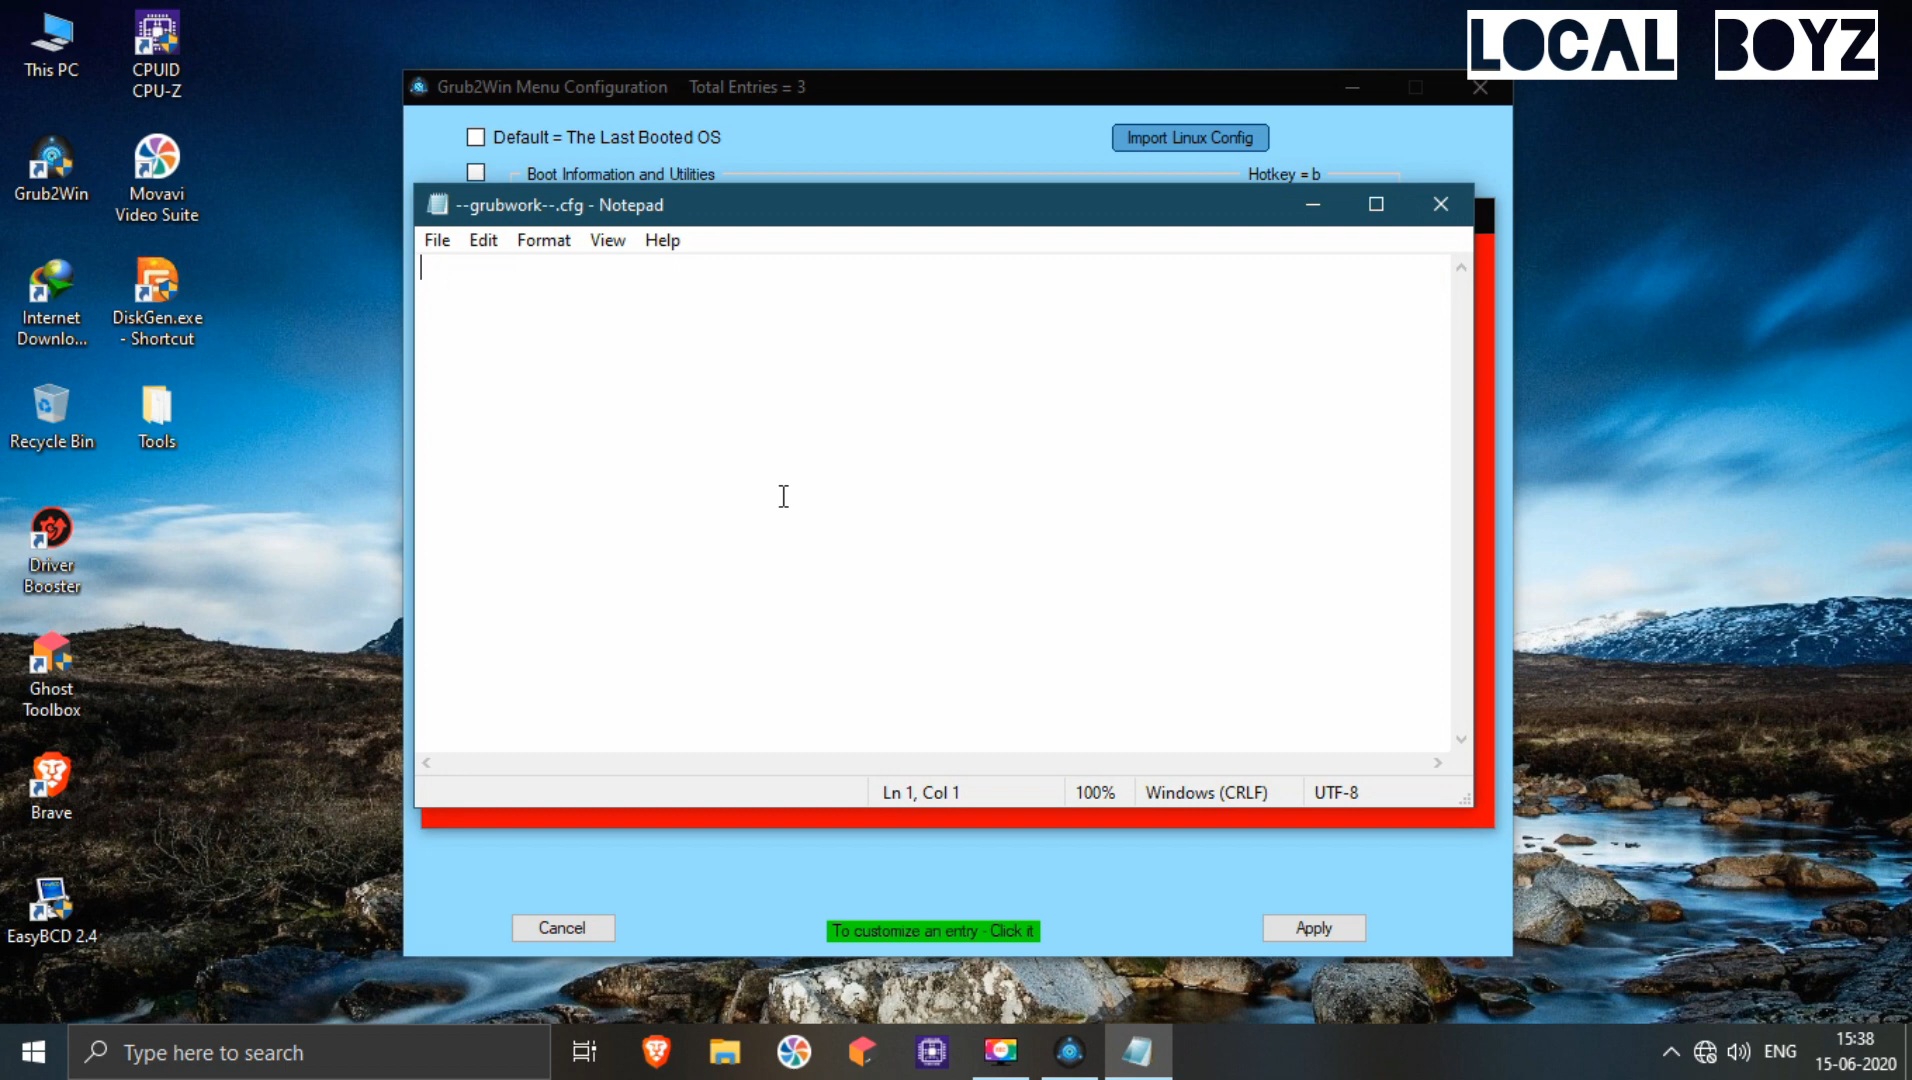 LOCAL BOYZ
This PC
CPUID
CPU-Z
Grub2Win
Movavi
Video Suite
Internet
Downlo...
DiskGen.exe
- Shortcut
Recycle Bin
Tools
Driver
Booster
Ghost
Toolbox
Brave
EasyBCD 2.4
Grub2Win Menu Configuration Total Entries = 3
Default = The Last Booted OS
Import Linux Config
Boot Information and Utilities
Hotkey = b
--grubwork--.cfg - Notepad
File Edit Format View Help
Ln 1, Col 1
100%
Windows (CRLF)
UTF-8
Cancel
To customize an entry - Click it
Apply
Type here to search
ENG
15:38
15-06-2020